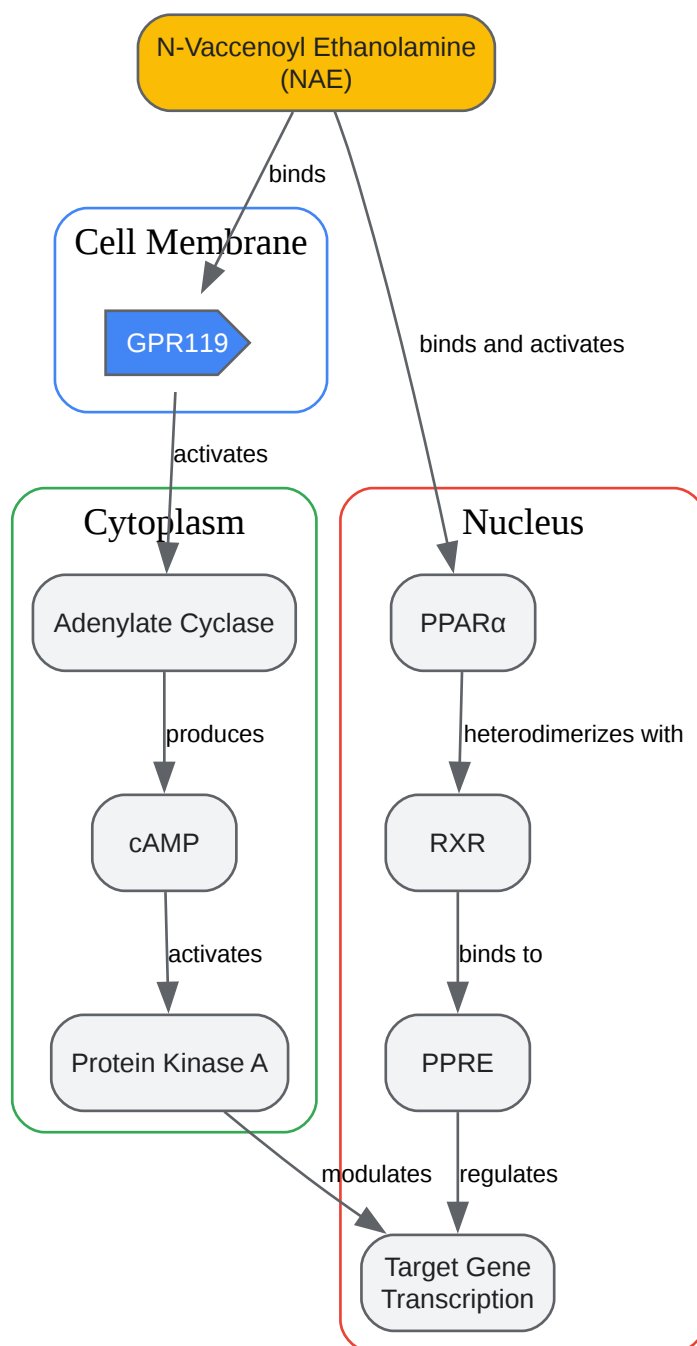 N-Vaccenoyl Ethanolamine
(NAE)
binds
Cell Membrane
GPR119
binds and activates
activates
Cytoplasm
Nucleus
Adenylate Cyclase
PPARα
produces
heterodimerizes with
cAMP
RXR
activates
binds to
Protein Kinase A
PPRE
modulates
regulates
Target Gene
Transcription